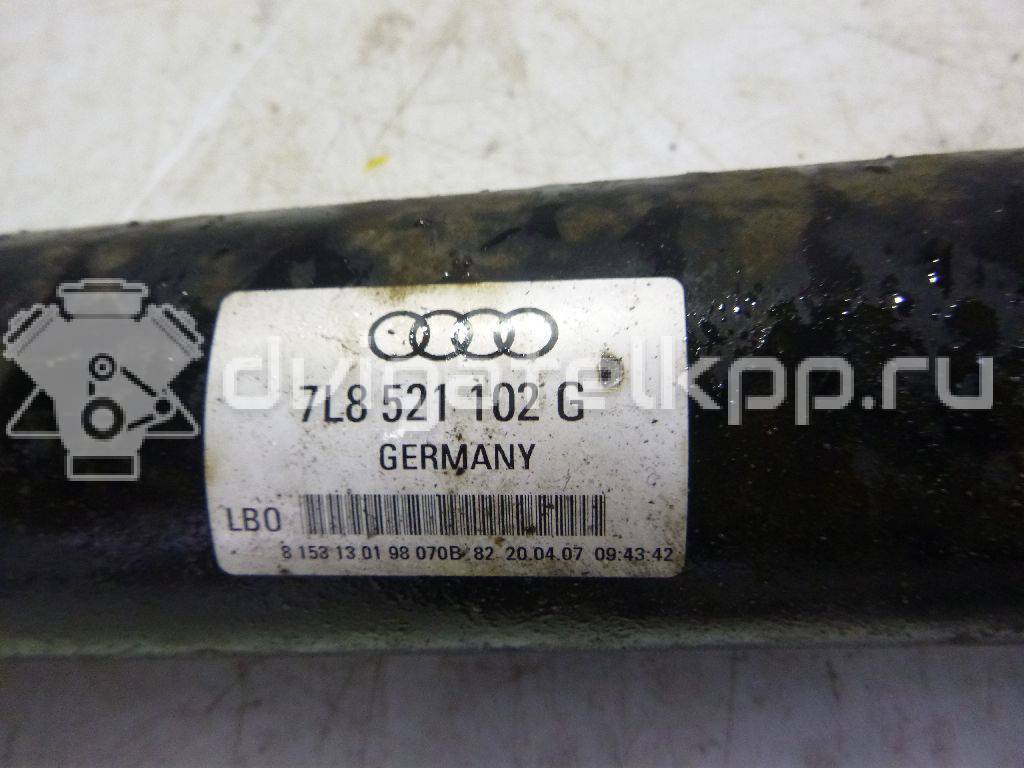 7L8 521 102 G
GERMANY
LBO
8 153 13 01 98 070B 82 20.04.07 09:43:42
dvigatelkpp.ru